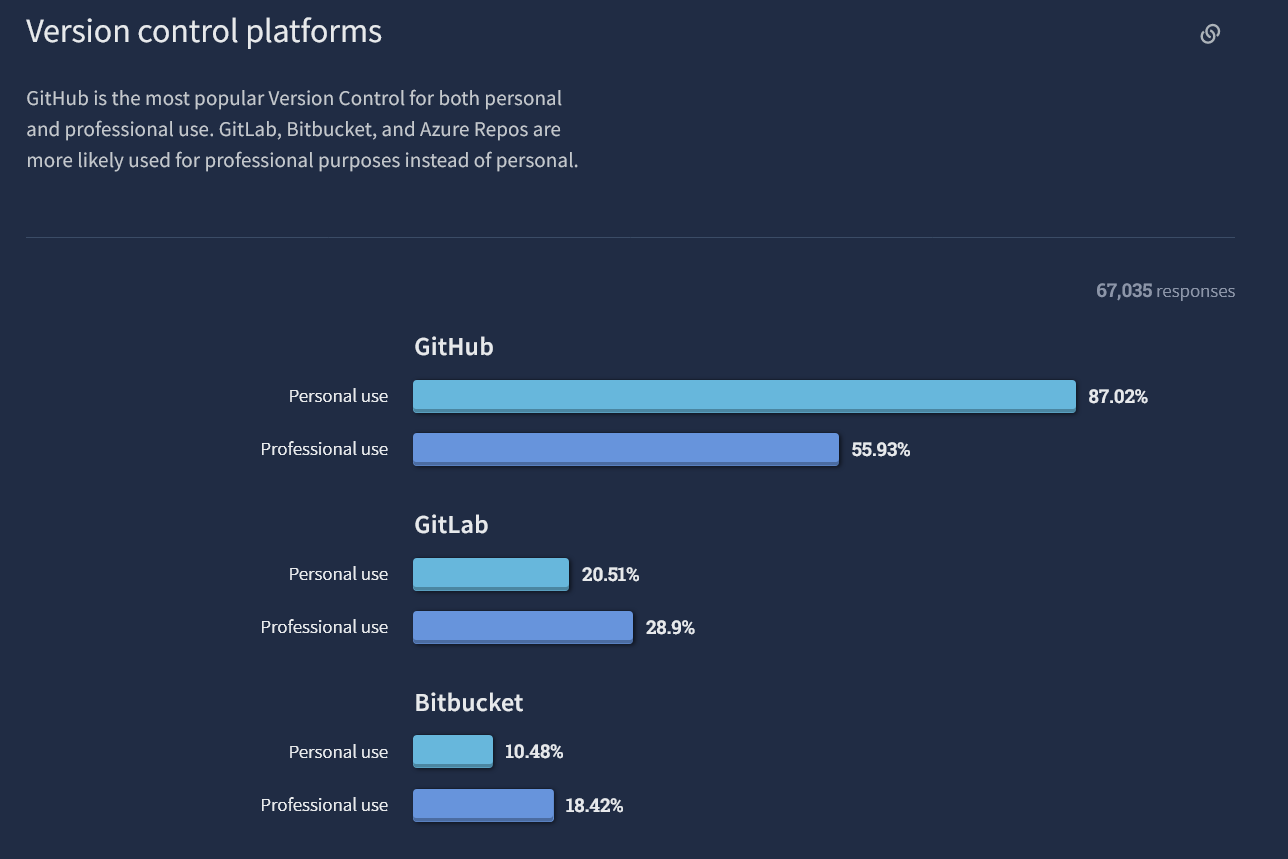 Version control platforms
GitHub is the most popular Version Control for both personal
and professional use. GitLab, Bitbucket, and Azure Repos are
more likely used for professional purposes instead of personal.
67,035 responses
GitHub
Personal use 87.02%
Professional use 55.93%
GitLab
Personal use 20.51%
Professional use 28.9%
Bitbucket
Personal use 10.48%
Professional use 18.42%